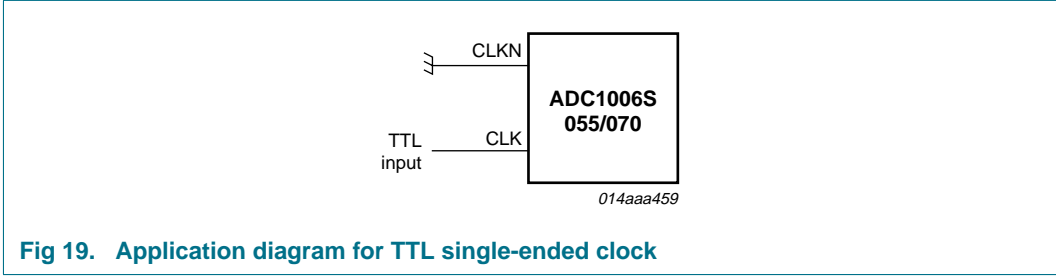 CLKN
ADC1006S
055/070
TTL
input
CLK
014aaa459
Fig 19. Application diagram for TTL single-ended clock